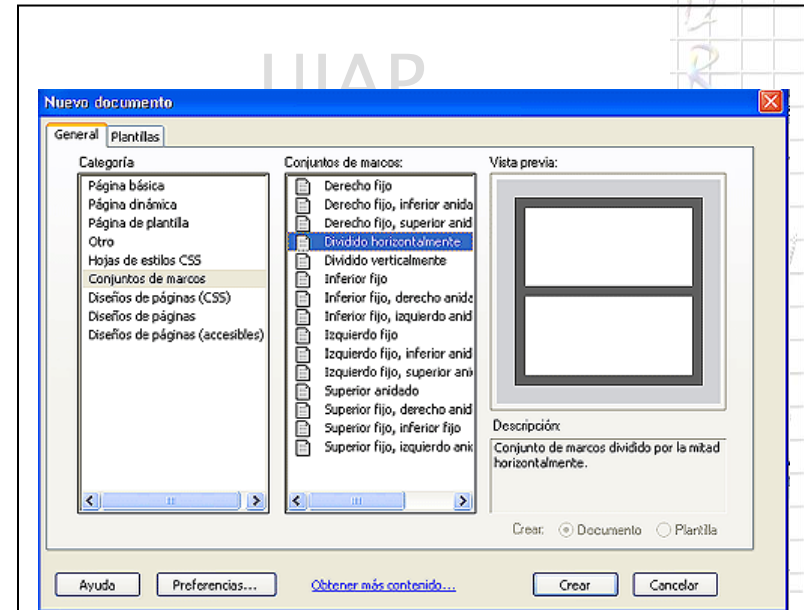 UIAP
Nuevo documento
General Plantillas
Categoría
Página básica
Página dinámica
Página de plantilla
Otro
Hojas de estilos CSS
Conjuntos de marcos
Diseños de páginas (CSS)
Diseños de páginas
Diseños de páginas (accesibles)
Conjuntos de marcos:
Derecho fijo
Derecho fijo, inferior anida
Derecho fijo, superior anid
Dividido horizontalmente
Dividido verticalmente
Inferior fijo
Inferior fijo, derecho anida
Inferior fijo, izquierdo anid
Izquierdo fijo
Izquierdo fijo, inferior anid
Izquierdo fijo, superior ani
Superior anidado
Superior fijo, derecho anid
Superior fijo, inferior fijo
Superior fijo, izquierdo anic
Vista previa:
Descripción:
Conjunto de marcos dividido por la mitad
horizontalmente.
Crear: Documento Plantilla
Ayuda Preferencias... Obtener más contenido... Crear Cancelar